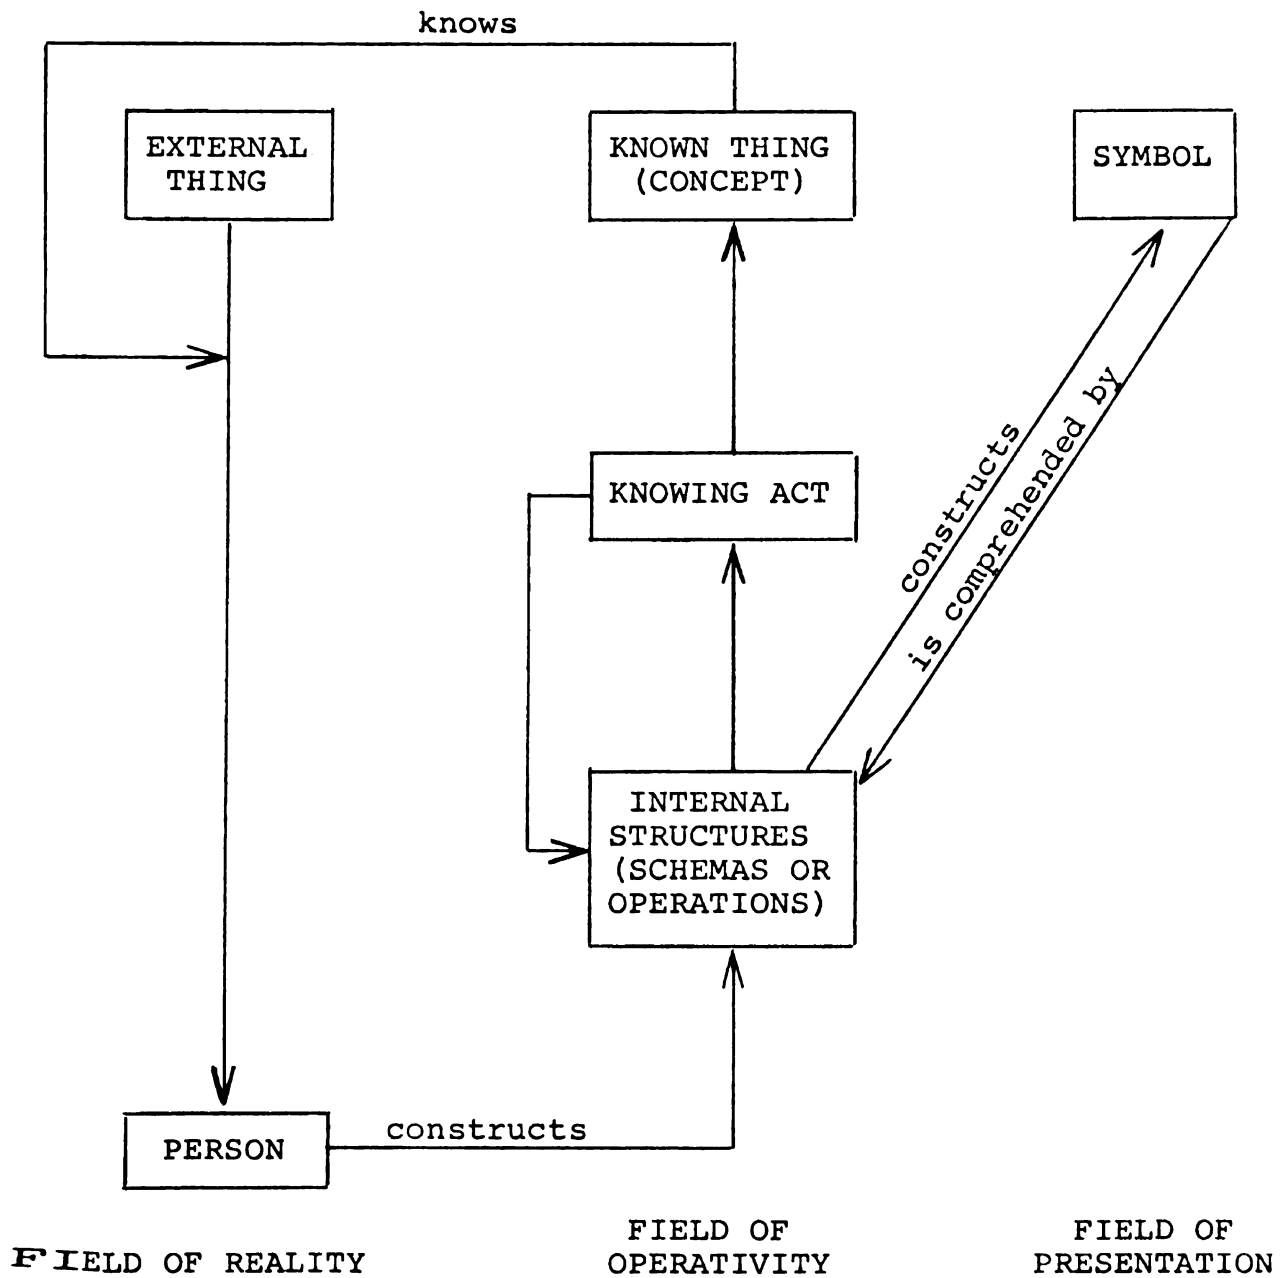 knows
EXTERNAL
THING
KNOWN THING
(CONCEPT)
SYMBOL
KNOWING ACT
constructs
is comprehended by
INTERNAL
STRUCTURES
(SCHEMAS OR
OPERATIONS)
PERSON
constructs
FIELD OF REALITY
FIELD OF
OPERATIVITY
FIELD OF
PRESENTATION